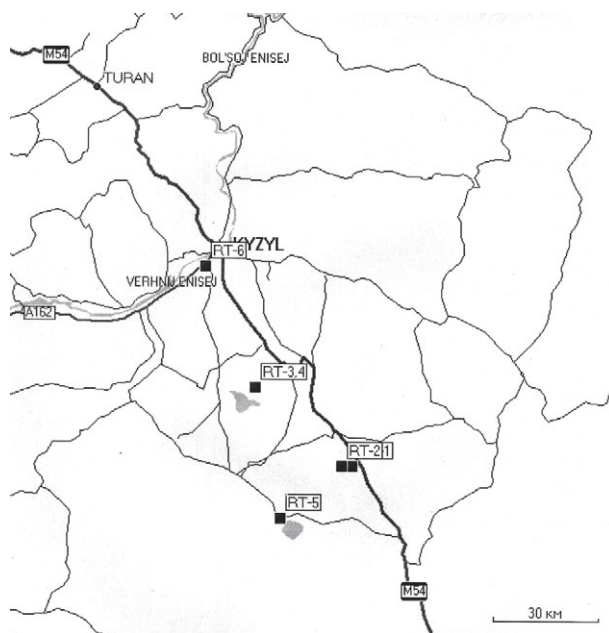 M54
TURAN
BOL'SOJ ENISEJ
KYZYL
RT-6
VERHNIJ ENISEJ
A162
RT-3,4
RT-2
1
RT-5
M54
30 км